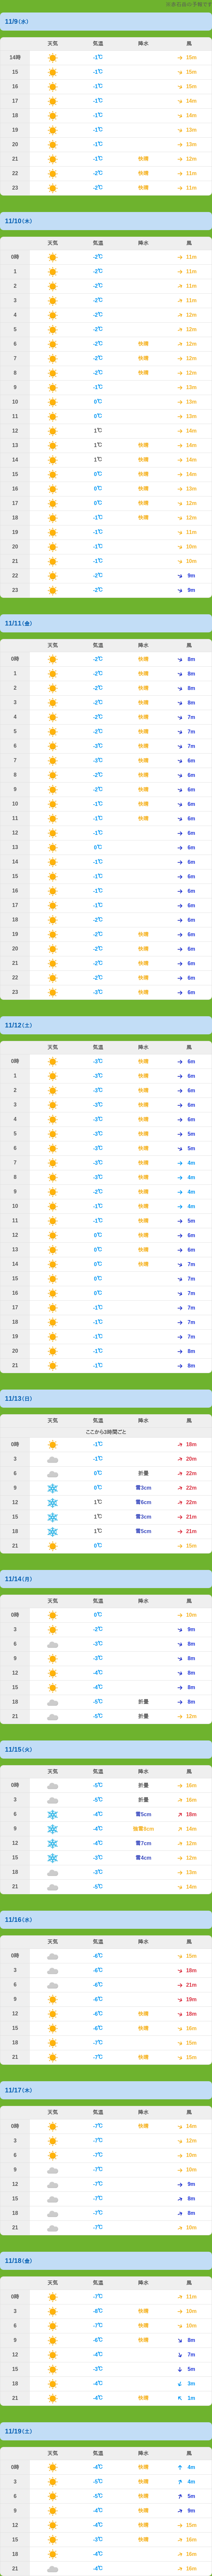 11/9(水)
天気 気温 降水 風
14時 -1℃ 15m
15 -1℃ 15m
16 -1℃ 15m
17 -1℃ 14m
18 -1℃ 14m
19 -1℃ 13m
20 -1℃ 13m
21 -1℃ 快晴 12m
22 -2℃ 快晴 11m
23 -2℃ 快晴 11m
11/10(木)
天気 気温 降水 風
0時 -2℃ 11m
1 -2℃ 11m
2 -2℃ 11m
3 -2℃ 11m
4 -2℃ 12m
5 -2℃ 12m
6 -2℃ 快晴 12m
7 -2℃ 快晴 12m
8 -2℃ 快晴 12m
9 -1℃ 13m
10 0℃ 13m
11 0℃ 13m
12 1℃ 14m
13 1℃ 快晴 14m
14 1℃ 快晴 14m
15 0℃ 快晴 14m
16 0℃ 快晴 13m
17 0℃ 快晴 12m
18 -1℃ 快晴 12m
19 -1℃ 11m
20 -1℃ 10m
21 -1℃ 10m
22 -2℃ 9m
23 -2℃ 9m
11/11(金)
天気 気温 降水 風
0時 -2℃ 快晴 8m
1 -2℃ 快晴 8m
2 -2℃ 快晴 8m
3 -2℃ 快晴 8m
4 -2℃ 快晴 7m
5 -2℃ 快晴 7m
6 -3℃ 快晴 7m
7 -3℃ 快晴 6m
8 -2℃ 快晴 6m
9 -2℃ 快晴 6m
10 -1℃ 快晴 6m
11 -1℃ 快晴 6m
12 -1℃ 6m
13 0℃ 6m
14 -1℃ 6m
15 -1℃ 6m
16 -1℃ 6m
17 -1℃ 6m
18 -2℃ 6m
19 -2℃ 快晴 6m
20 -2℃ 快晴 6m
21 -2℃ 快晴 6m
22 -2℃ 快晴 6m
23 -3℃ 快晴 6m
11/12(土)
天気 気温 降水 風
0時 -3℃ 快晴 6m
1 -3℃ 快晴 6m
2 -3℃ 快晴 6m
3 -3℃ 快晴 6m
4 -3℃ 快晴 6m
5 -3℃ 快晴 5m
6 -3℃ 快晴 5m
7 -3℃ 快晴 4m
8 -3℃ 快晴 4m
9 -2℃ 快晴 4m
10 -1℃ 快晴 4m
11 -1℃ 快晴 5m
12 0℃ 快晴 6m
13 0℃ 快晴 6m
14 0℃ 快晴 7m
15 0℃ 7m
16 0℃ 7m
17 -1℃ 7m
18 -1℃ 7m
19 -1℃ 7m
20 -1℃ 8m
21 -1℃ 8m
11/13(日)
天気 気温 降水 風
ここから3時間ごと
0時 -1℃ 18m
3 -1℃ 20m
6 0℃ 折曇 22m
9 0℃ 雪3cm 22m
12 1℃ 雪6cm 22m
15 1℃ 雪3cm 21m
18 1℃ 雪5cm 21m
21 0℃ 15m
11/14(月)
天気 気温 降水 風
0時 0℃ 10m
3 -2℃ 9m
6 -3℃ 8m
9 -3℃ 8m
12 -4℃ 8m
15 -4℃ 8m
18 -5℃ 折曇 8m
21 -5℃ 折曇 12m
11/15(火)
天気 気温 降水 風
0時 -5℃ 折曇 16m
3 -5℃ 折曇 16m
6 -4℃ 雪5cm 18m
9 -4℃ 14m
12 -4℃ 雪7cm 12m
15 -3℃ 雪4cm 12m
18 -3℃ 13m
21 -5℃ 14m
11/16(水)
天気 気温 降水 風
0時 -6℃ 15m
3 -6℃ 18m
6 -6℃ 21m
9 -6℃ 19m
12 -6℃ 快晴 18m
15 -6℃ 快晴 16m
18 -7℃ 15m
21 -7℃ 快晴 15m
11/17(木)
天気 気温 降水 風
0時 -7℃ 快晴 14m
3 -7℃ 12m
6 -7℃ 10m
9 -7℃ 10m
12 -7℃ 9m
15 -7℃ 8m
18 -7℃ 8m
21 -7℃ 10m
11/18(金)
天気 気温 降水 風
0時 -7℃ 11m
3 -8℃ 快晴 10m
6 -7℃ 快晴 10m
9 -6℃ 快晴 8m
12 -4℃ 7m
15 -3℃ 5m
18 -4℃ 3m
21 -4℃ 快晴 1m
11/19(土)
天気 気温 降水 風
0時 -4℃ 快晴 4m
3 -5℃ 快晴 4m
6 -5℃ 快晴 5m
9 -4℃ 快晴 9m
12 -4℃ 快晴 15m
15 -3℃ 快晴 16m
18 -4℃ 16m
21 -4℃ 16m